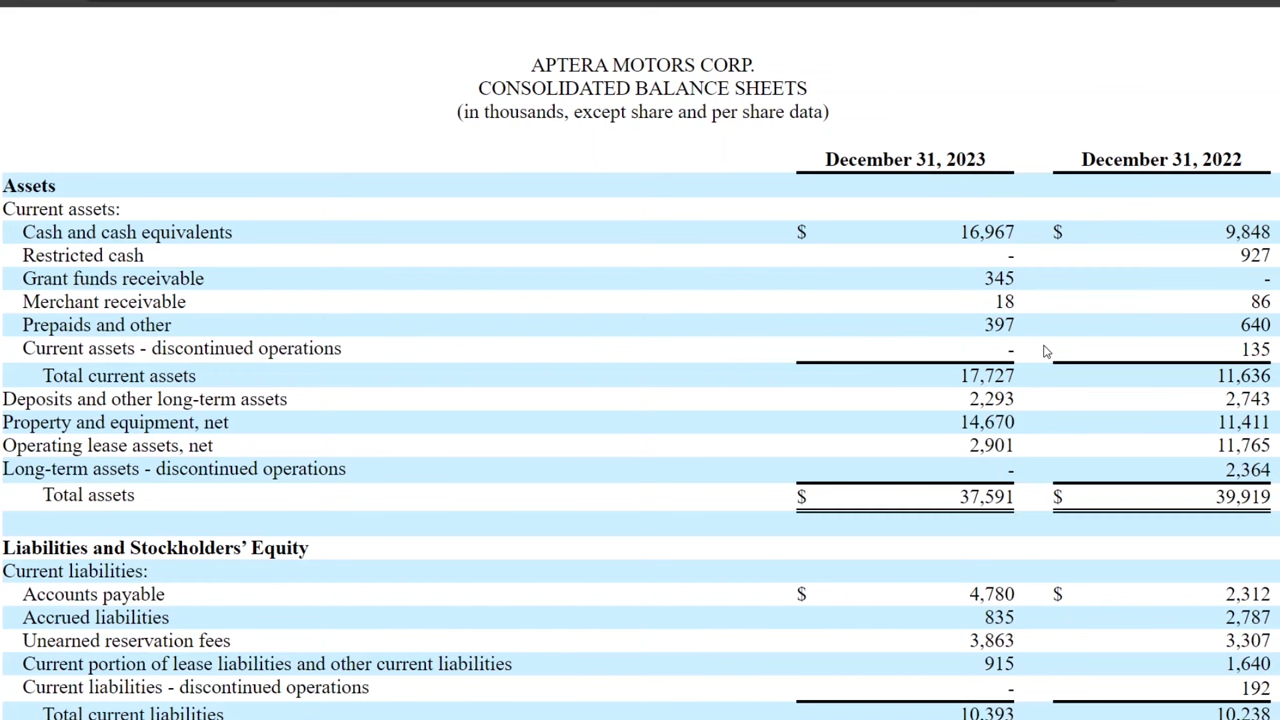 APTERA MOTORS CORP.
CONSOLIDATED BALANCE SHEETS
(in thousands, except share and per share data)
December 31, 2023 December 31, 2022
Assets
Current assets:
Cash and cash equivalents $ 16,967 $ 9,848
Restricted cash - 927
Grant funds receivable 345 -
Merchant receivable 18 86
Prepaids and other 397 640
Current assets - discontinued operations - 135
Total current assets 17,727 11,636
Deposits and other long-term assets 2,293 2,743
Property and equipment, net 14,670 11,411
Operating lease assets, net 2,901 11,765
Long-term assets - discontinued operations - 2,364
Total assets $ 37,591 $ 39,919
Liabilities and Stockholders’ Equity
Current liabilities:
Accounts payable $ 4,780 $ 2,312
Accrued liabilities 835 2,787
Unearned reservation fees 3,863 3,307
Current portion of lease liabilities and other current liabilities 915 1,640
Current liabilities - discontinued operations - 192
Total current liabilities 10,393 10,238